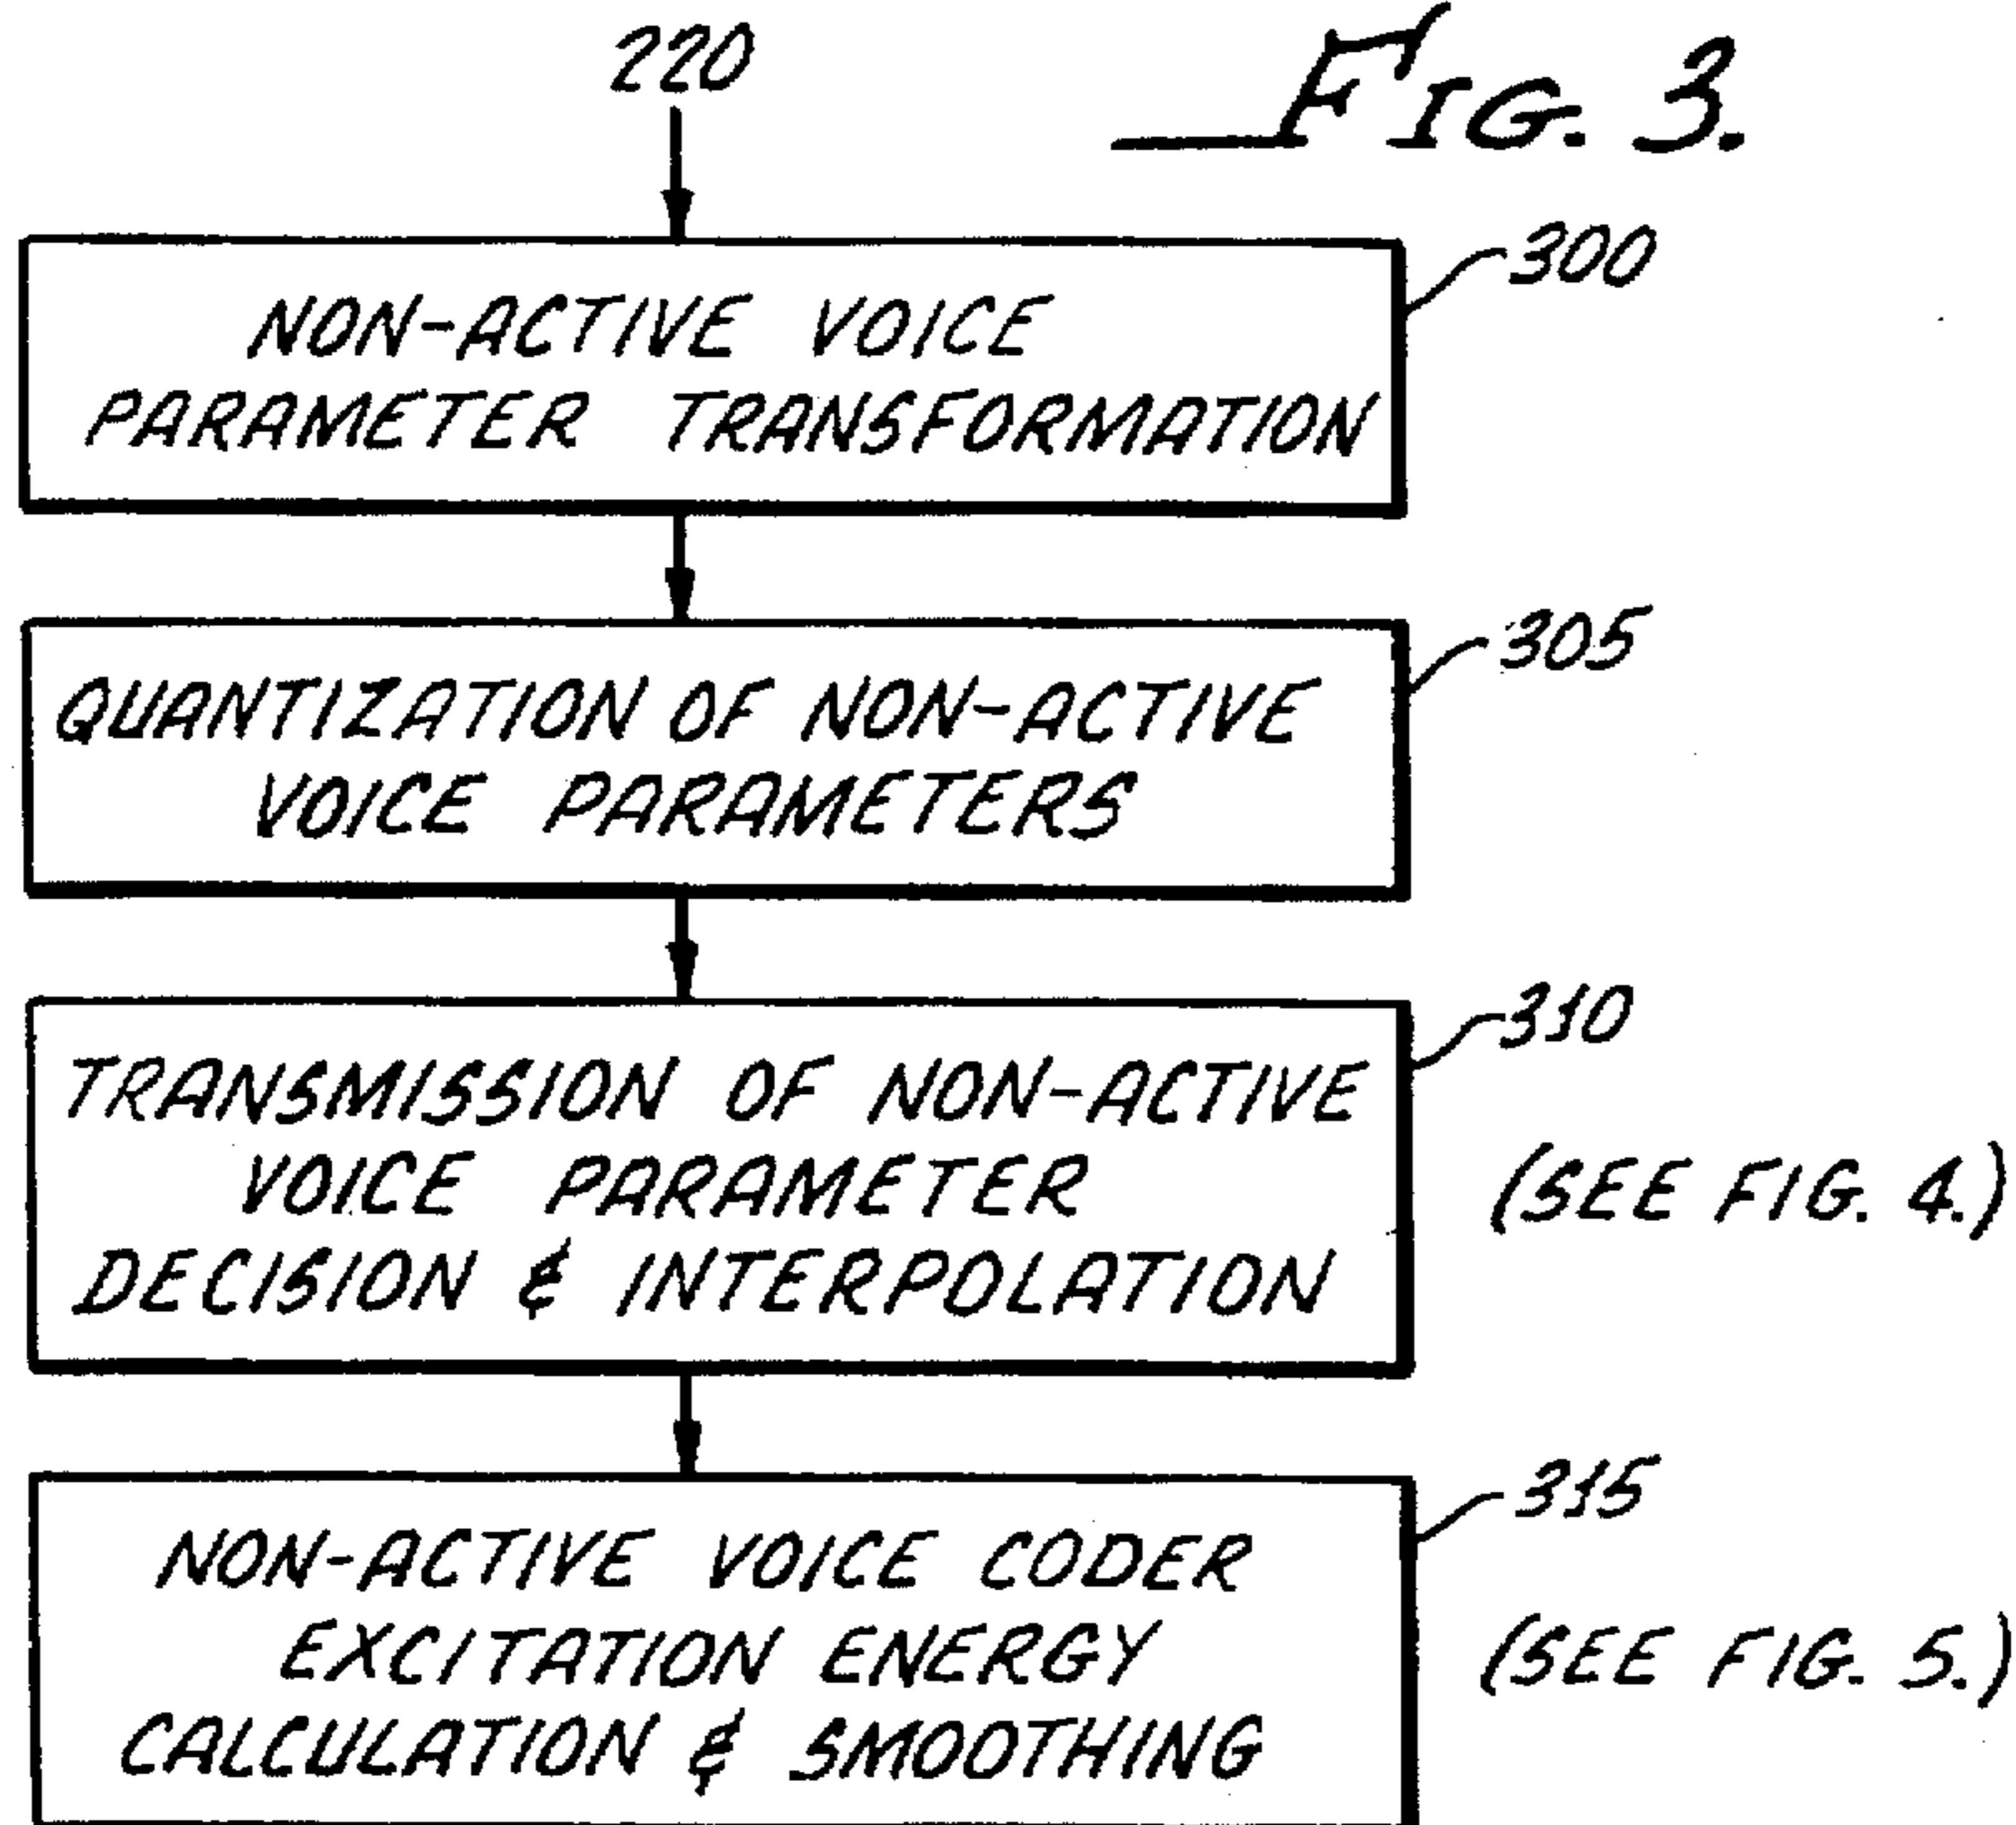 220
FIG. 3.
300
NON-ACTIVE VOICE
PARAMETER TRANSFORMATION
305
QUANTIZATION OF NON-ACTIVE
VOICE PARAMETERS
310
TRANSMISSION OF NON-ACTIVE
VOICE PARAMETER
DECISION & INTERPOLATION
(SEE FIG. 4.)
315
NON-ACTIVE VOICE CODER
EXCITATION ENERGY
CALCULATION & SMOOTHING
(SEE FIG. 5.)